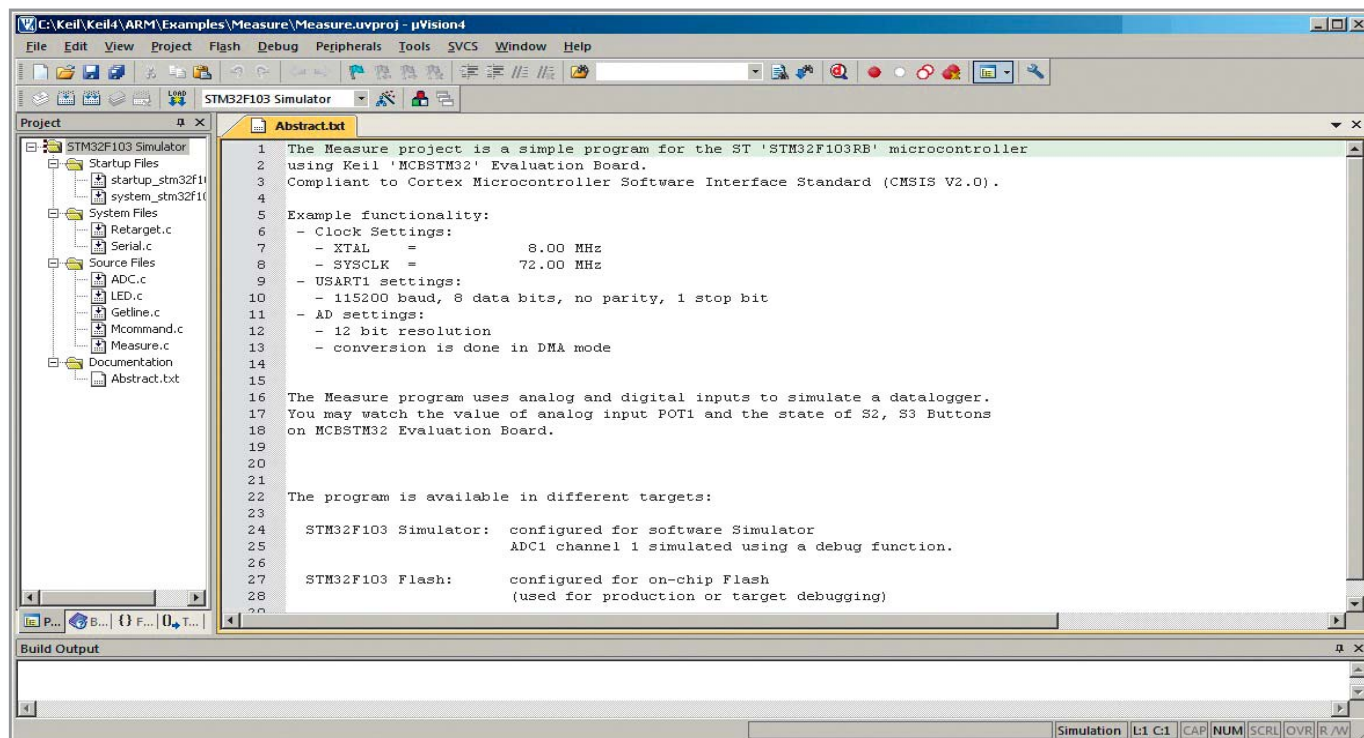 C:\Keil\Keil4\ARM\Examples\Measure\Measure.uvproj - µVision4
File Edit View Project Flash Debug Peripherals Tools SVCS Window Help
LOAD STM32F103 Simulator
Project
STM32F103 Simulator
Startup Files
startup_stm32f1
system_stm32f10
System Files
Retarget.c
Serial.c
Source Files
ADC.c
LED.c
Getline.c
Mcommand.c
Measure.c
Documentation
Abstract.txt
P... B... {} F... 0 T...
Abstract.txt
1 The Measure project is a simple program for the ST 'STM32F103RB' microcontroller
2 using Keil 'MCBSTM32' Evaluation Board.
3 Compliant to Cortex Microcontroller Software Interface Standard (CMSIS V2.0).
4
5 Example functionality:
6 - Clock Settings:
7 - XTAL = 8.00 MHz
8 - SYSCLK = 72.00 MHz
9 - USART1 settings:
10 - 115200 baud, 8 data bits, no parity, 1 stop bit
11 - AD settings:
12 - 12 bit resolution
13 - conversion is done in DMA mode
14
15
16 The Measure program uses analog and digital inputs to simulate a datalogger.
17 You may watch the value of analog input POT1 and the state of S2, S3 Buttons
18 on MCBSTM32 Evaluation Board.
19
20
21
22 The program is available in different targets:
23
24 STM32F103 Simulator: configured for software Simulator
25 ADC1 channel 1 simulated using a debug function.
26
27 STM32F103 Flash: configured for on-chip Flash
28 (used for production or target debugging)
29
Build Output
Simulation L:1 C:1 CAP NUM SCRL OVR R/W